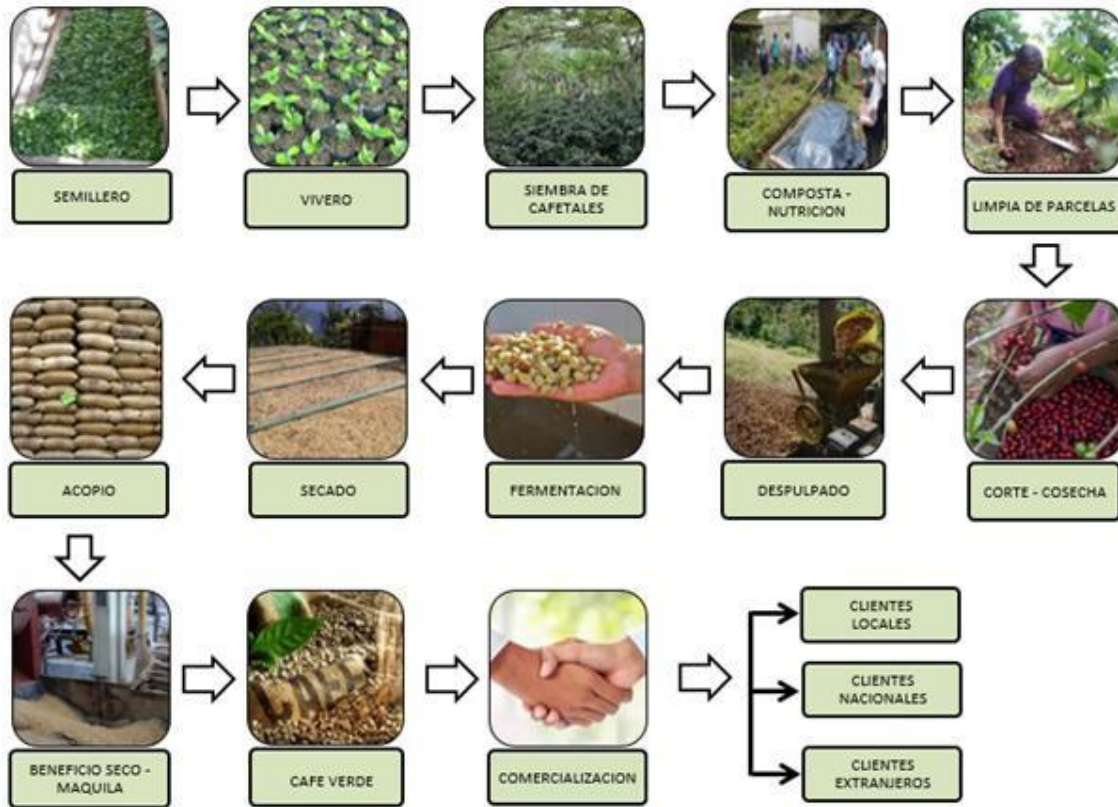 SEMILLERO
VIVERO
SIEMBRA DE
CAFETALES
COMPOSTA -
NUTRICION
LIMPIA DE PARCELAS
ACOPIO
SECADO
FERMENTACION
DESPULPADO
CORTE - COSECHA
BENEFICIO SECO -
MAQUILA
CAFE VERDE
COMERCIALIZACION
CLIENTES
LOCALES
CLIENTES
NACIONALES
CLIENTES
EXTRANJEROS